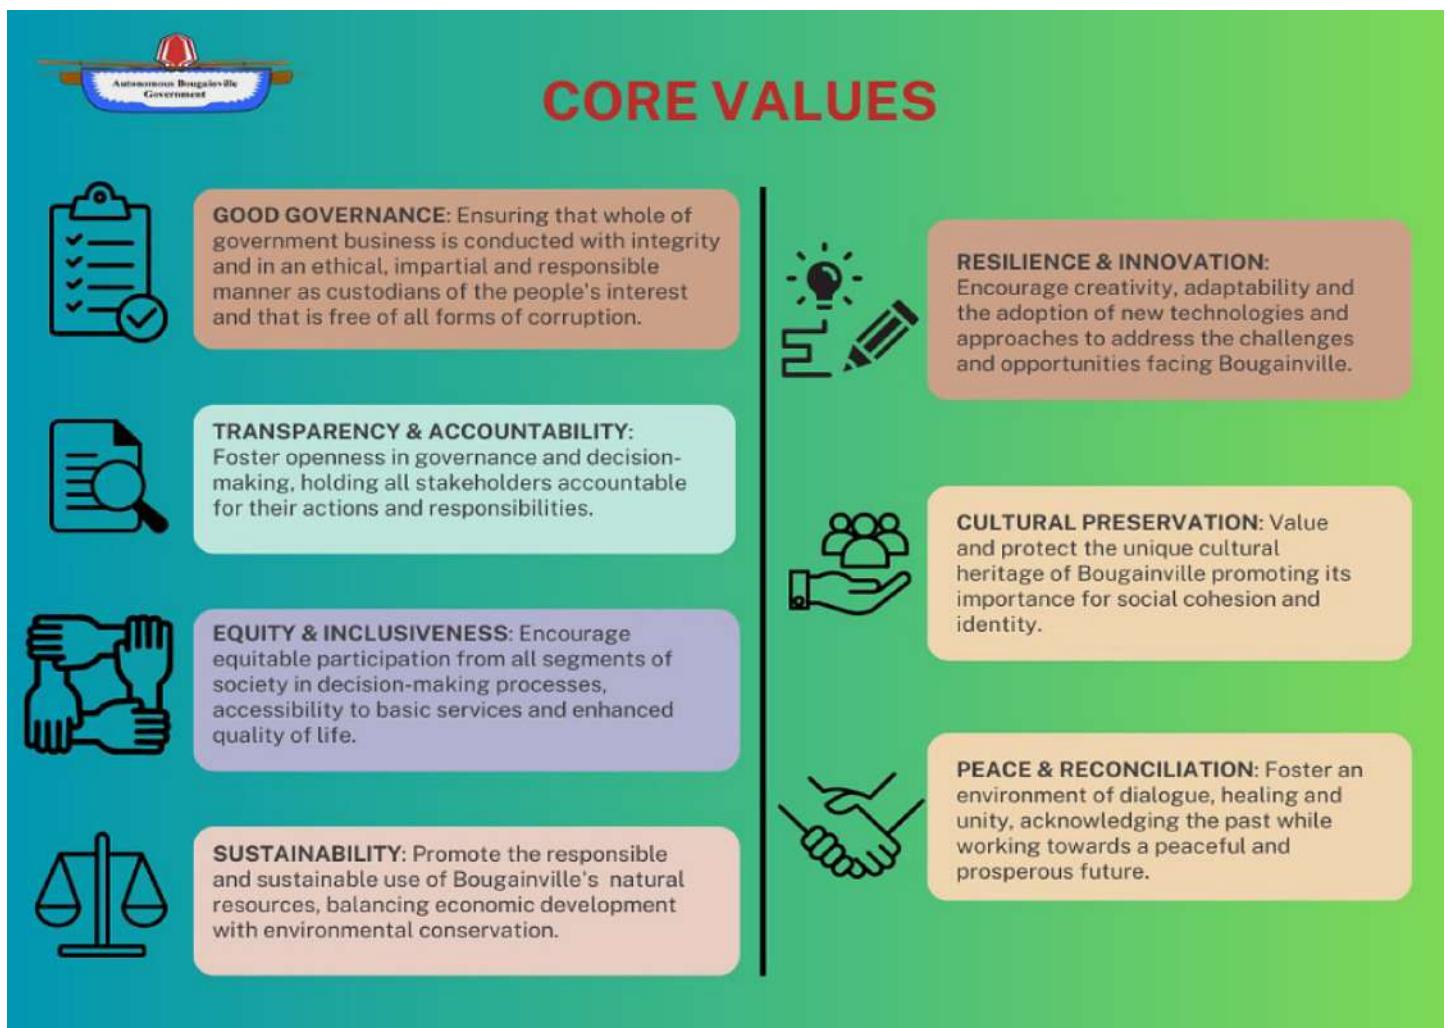 Autonomous Bougainville
Government
CORE VALUES
GOOD GOVERNANCE: Ensuring that whole of
government business is conducted with integrity
and in an ethical, impartial and responsible
manner as custodians of the people's interest
and that is free of all forms of corruption.
TRANSPARENCY & ACCOUNTABILITY:
Foster openness in governance and decision-
making, holding all stakeholders accountable
for their actions and responsibilities.
EQUITY & INCLUSIVENESS: Encourage
equitable participation from all segments of
society in decision-making processes,
accessibility to basic services and enhanced
quality of life.
SUSTAINABILITY: Promote the responsible
and sustainable use of Bougainville's natural
resources, balancing economic development
with environmental conservation.
RESILIENCE & INNOVATION:
Encourage creativity, adaptability and
the adoption of new technologies and
approaches to address the challenges
and opportunities facing Bougainville.
CULTURAL PRESERVATION: Value
and protect the unique cultural
heritage of Bougainville promoting its
importance for social cohesion and
identity.
PEACE & RECONCILIATION: Foster an
environment of dialogue, healing and
unity, acknowledging the past while
working towards a peaceful and
prosperous future.